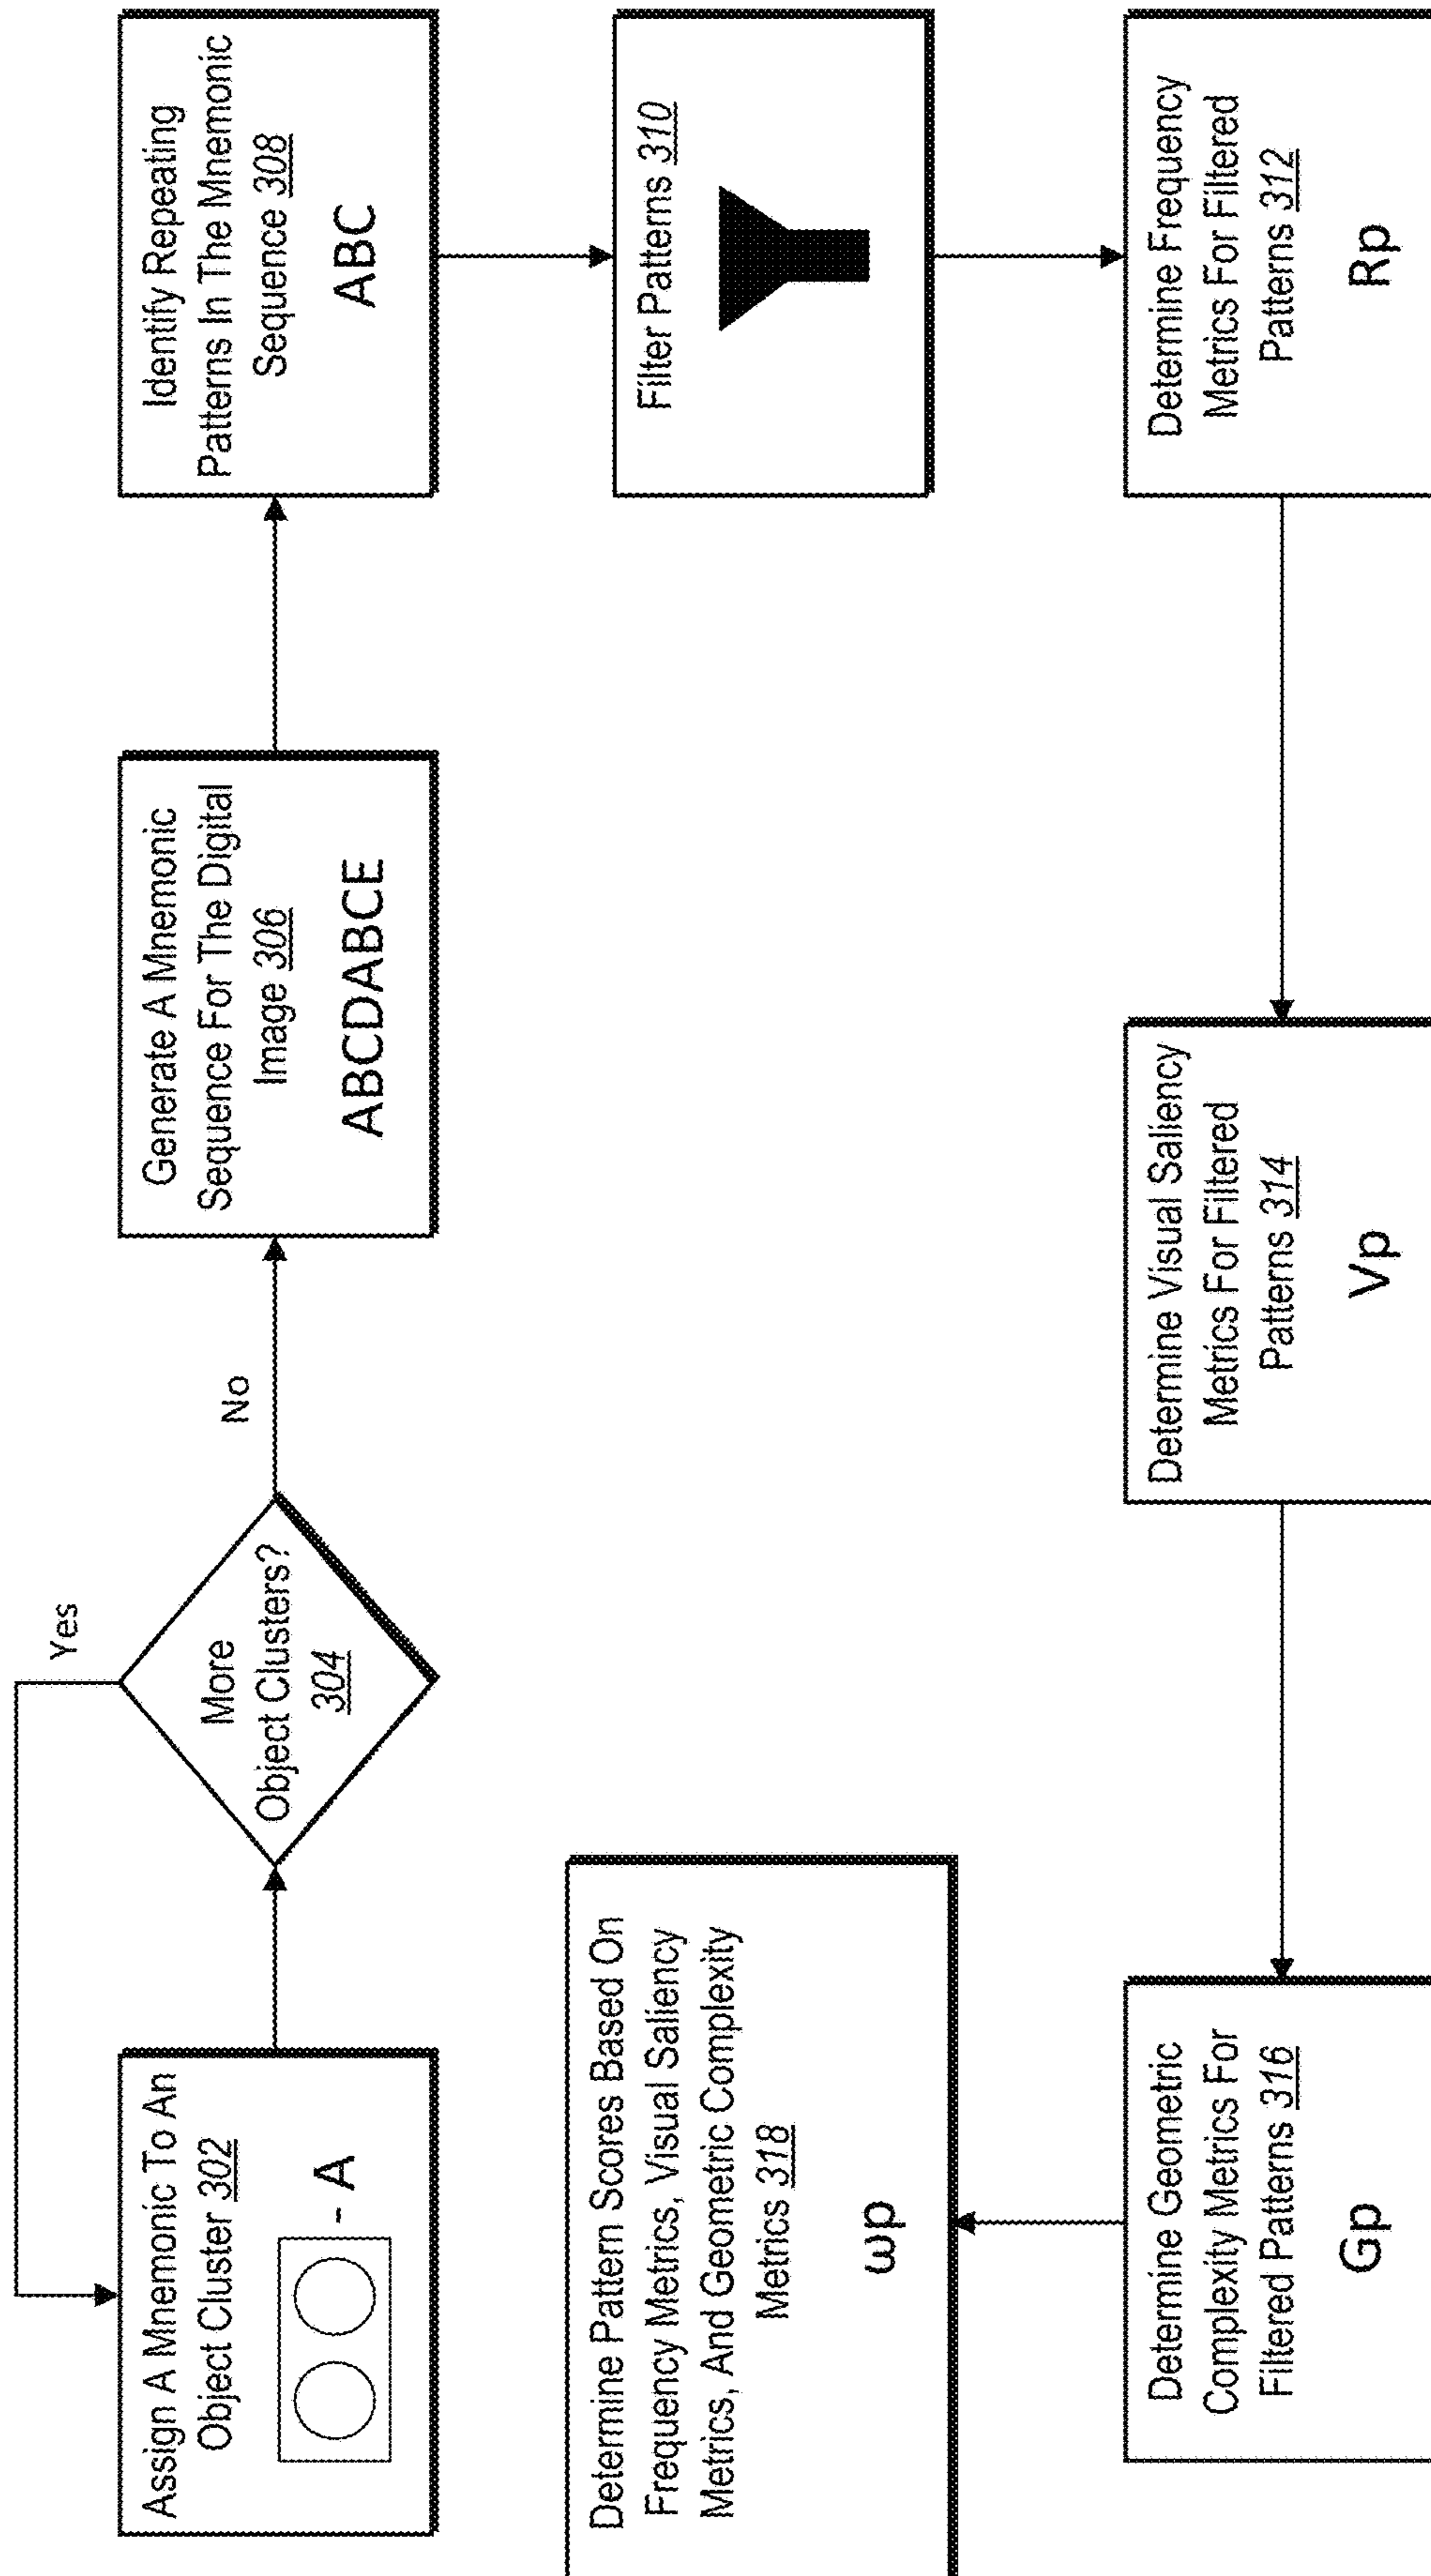 Assign A Mnemonic To An
Object Cluster 302
- A
Yes
More
Object Clusters?
304
No
Generate A Mnemonic
Sequence For The Digital
Image 306
ABCDABCE
Identify Repeating
Patterns In The Mnemonic
Sequence 308
ABC
Filter Patterns 310
Determine Frequency
Metrics For Filtered
Patterns 312
Rp
Determine Visual Saliency
Metrics For Filtered
Patterns 314
Vp
Determine Geometric
Complexity Metrics For
Filtered Patterns 316
Gp
Determine Pattern Scores Based On
Frequency Metrics, Visual Saliency
Metrics, And Geometric Complexity
Metrics 318
ωp